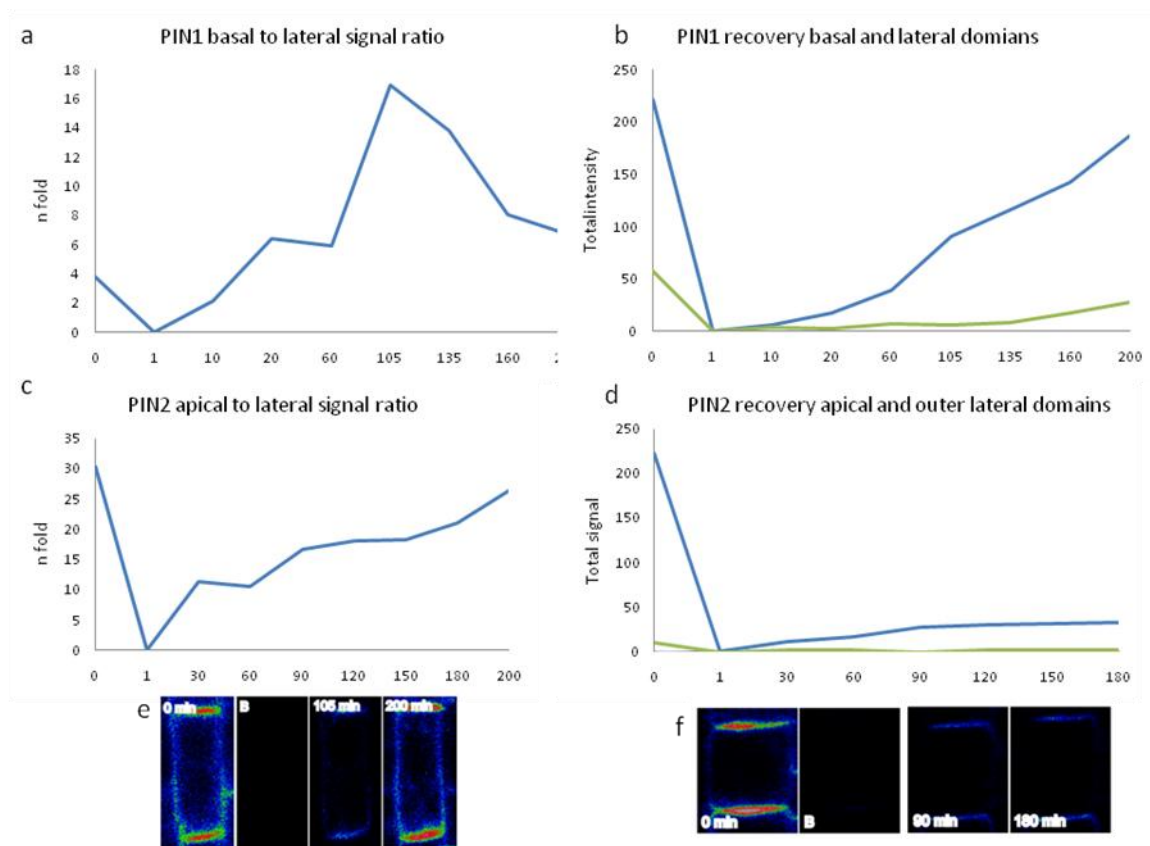 a
PIN1 basal to lateral signal ratio
18
16
14
12
10
8
6
4
2
0
n fold
0 1 10 20 60 105 135 160
b
PIN1 recovery basal and lateral domians
250
200
150
100
50
0
Totalintensity
0 1 10 20 60 105 135 160 200
c
PIN2 apical to lateral signal ratio
35
30
25
20
15
10
5
0
n fold
0 1 30 60 90 120 150 180 200
d
PIN2 recovery apical and outer lateral domains
250
200
150
100
50
0
Total signal
0 1 30 60 90 120 150 180
e
0 min B 105 min 200 min
f
0 min B 90 min 180 min